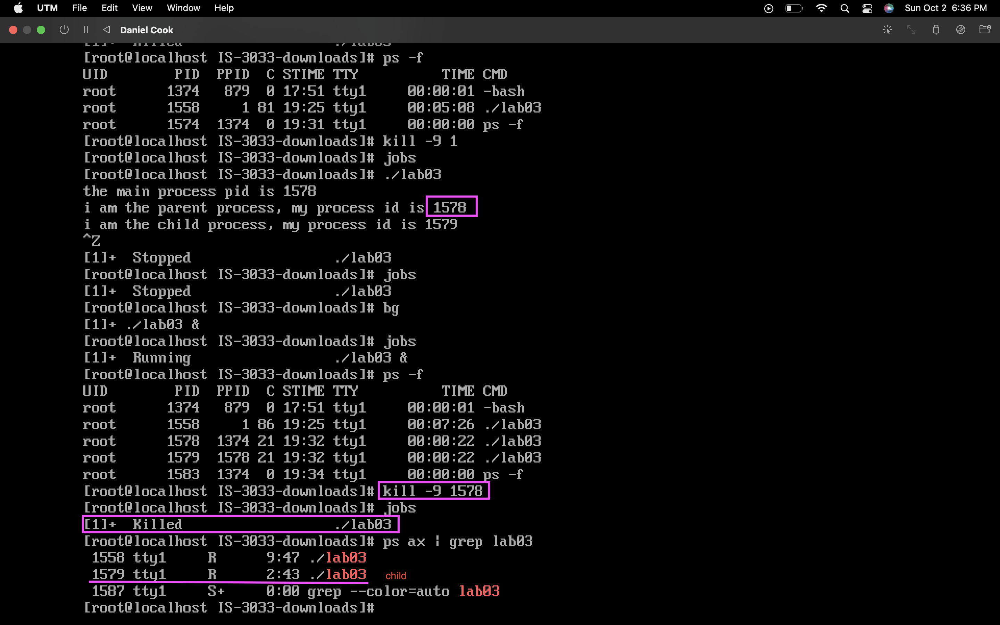 UTM File Edit View Window Help Sun Oct 2 6:36 PM
Daniel Cook
[1]+  Killed                  ./lab03
[root@localhost IS-3033-downloads]# ps -f
UID        PID  PPID  C STIME TTY          TIME CMD
root      1374   879  0 17:51 tty1     00:00:01 -bash
root      1558     1 81 19:25 tty1     00:05:08 ./lab03
root      1574  1374  0 19:31 tty1     00:00:00 ps -f
[root@localhost IS-3033-downloads]# kill -9 1
[root@localhost IS-3033-downloads]# jobs
[root@localhost IS-3033-downloads]# ./lab03
the main process pid is 1578
i am the parent process, my process id is 1578
i am the child process, my process id is 1579
^Z
[1]+  Stopped                 ./lab03
[root@localhost IS-3033-downloads]# jobs
[1]+  Stopped                 ./lab03
[root@localhost IS-3033-downloads]# bg
[1]+ ./lab03 &
[root@localhost IS-3033-downloads]# jobs
[1]+  Running                 ./lab03 &
[root@localhost IS-3033-downloads]# ps -f
UID        PID  PPID  C STIME TTY          TIME CMD
root      1374   879  0 17:51 tty1     00:00:01 -bash
root      1558     1 86 19:25 tty1     00:07:26 ./lab03
root      1578  1374 21 19:32 tty1     00:00:22 ./lab03
root      1579  1578 21 19:32 tty1     00:00:22 ./lab03
root      1583  1374  0 19:34 tty1     00:00:00 ps -f
[root@localhost IS-3033-downloads]# kill -9 1578
[root@localhost IS-3033-downloads]# jobs
[1]+  Killed                  ./lab03
[root@localhost IS-3033-downloads]# ps ax | grep lab03
 1558 tty1     R      9:47 ./lab03
 1579 tty1     R      2:43 ./lab03 child
 1587 tty1     S+     0:00 grep --color=auto lab03
[root@localhost IS-3033-downloads]#